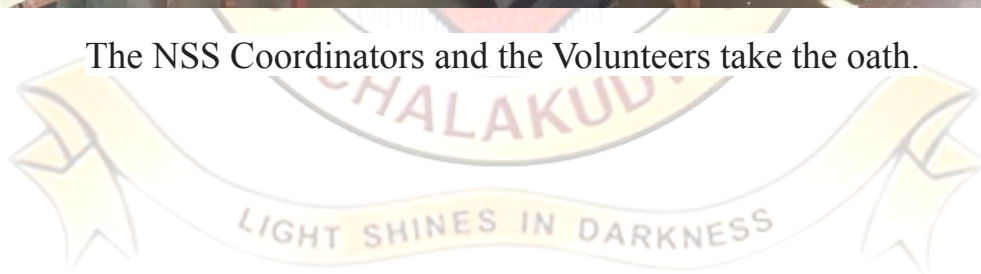 The NSS Coordinators and the Volunteers take the oath.
CHALAKUDY
LIGHT SHINES IN DARKNESS